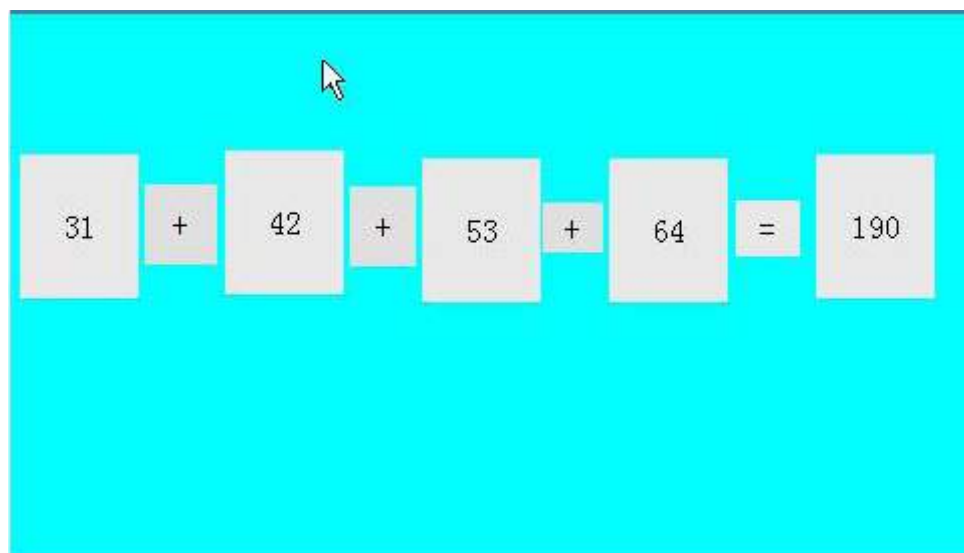 31 + 42 + 53 + 64 = 190